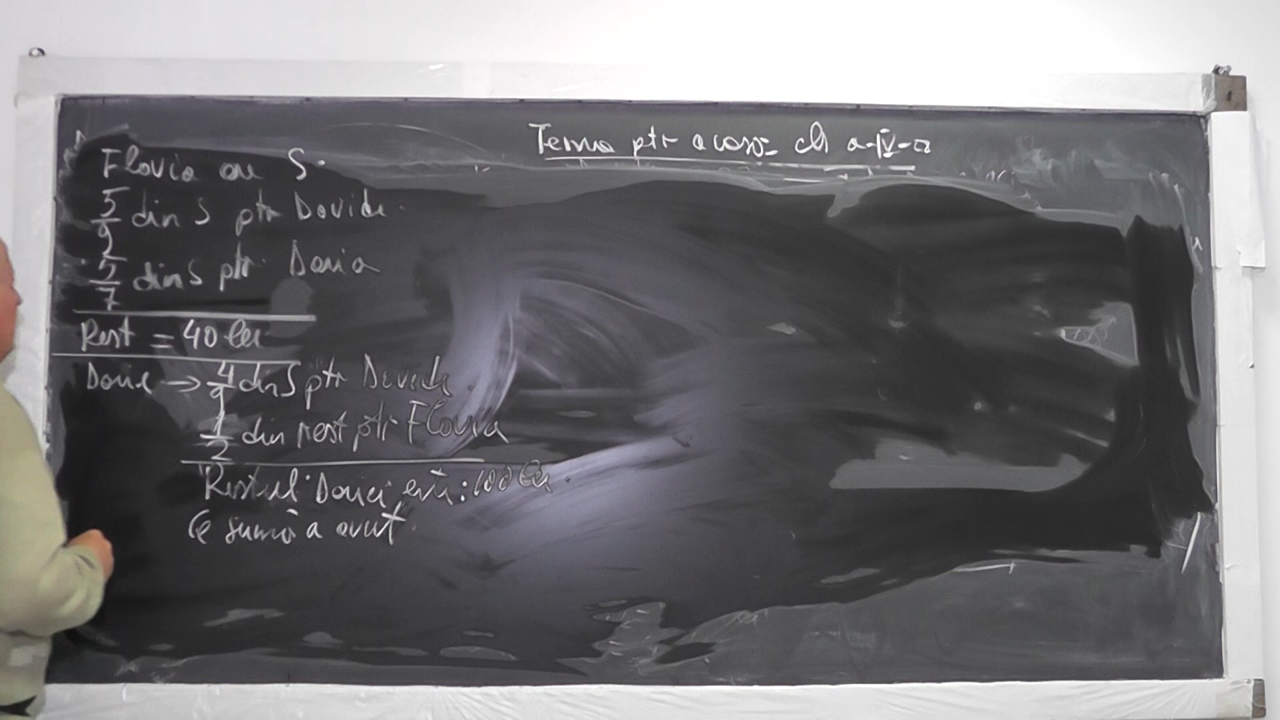 Tema ptr acasă cls a-IV-a
Flavia are S.
5/9 din S ptr Davide.
5/7 din S ptr Daria
Rest = 40 lei
Daria → 4/9 din S ptr Davide.
1/2 din rest ptr Flavia
Restul Dariei este: 100 lei.
Ce sumă a avut.